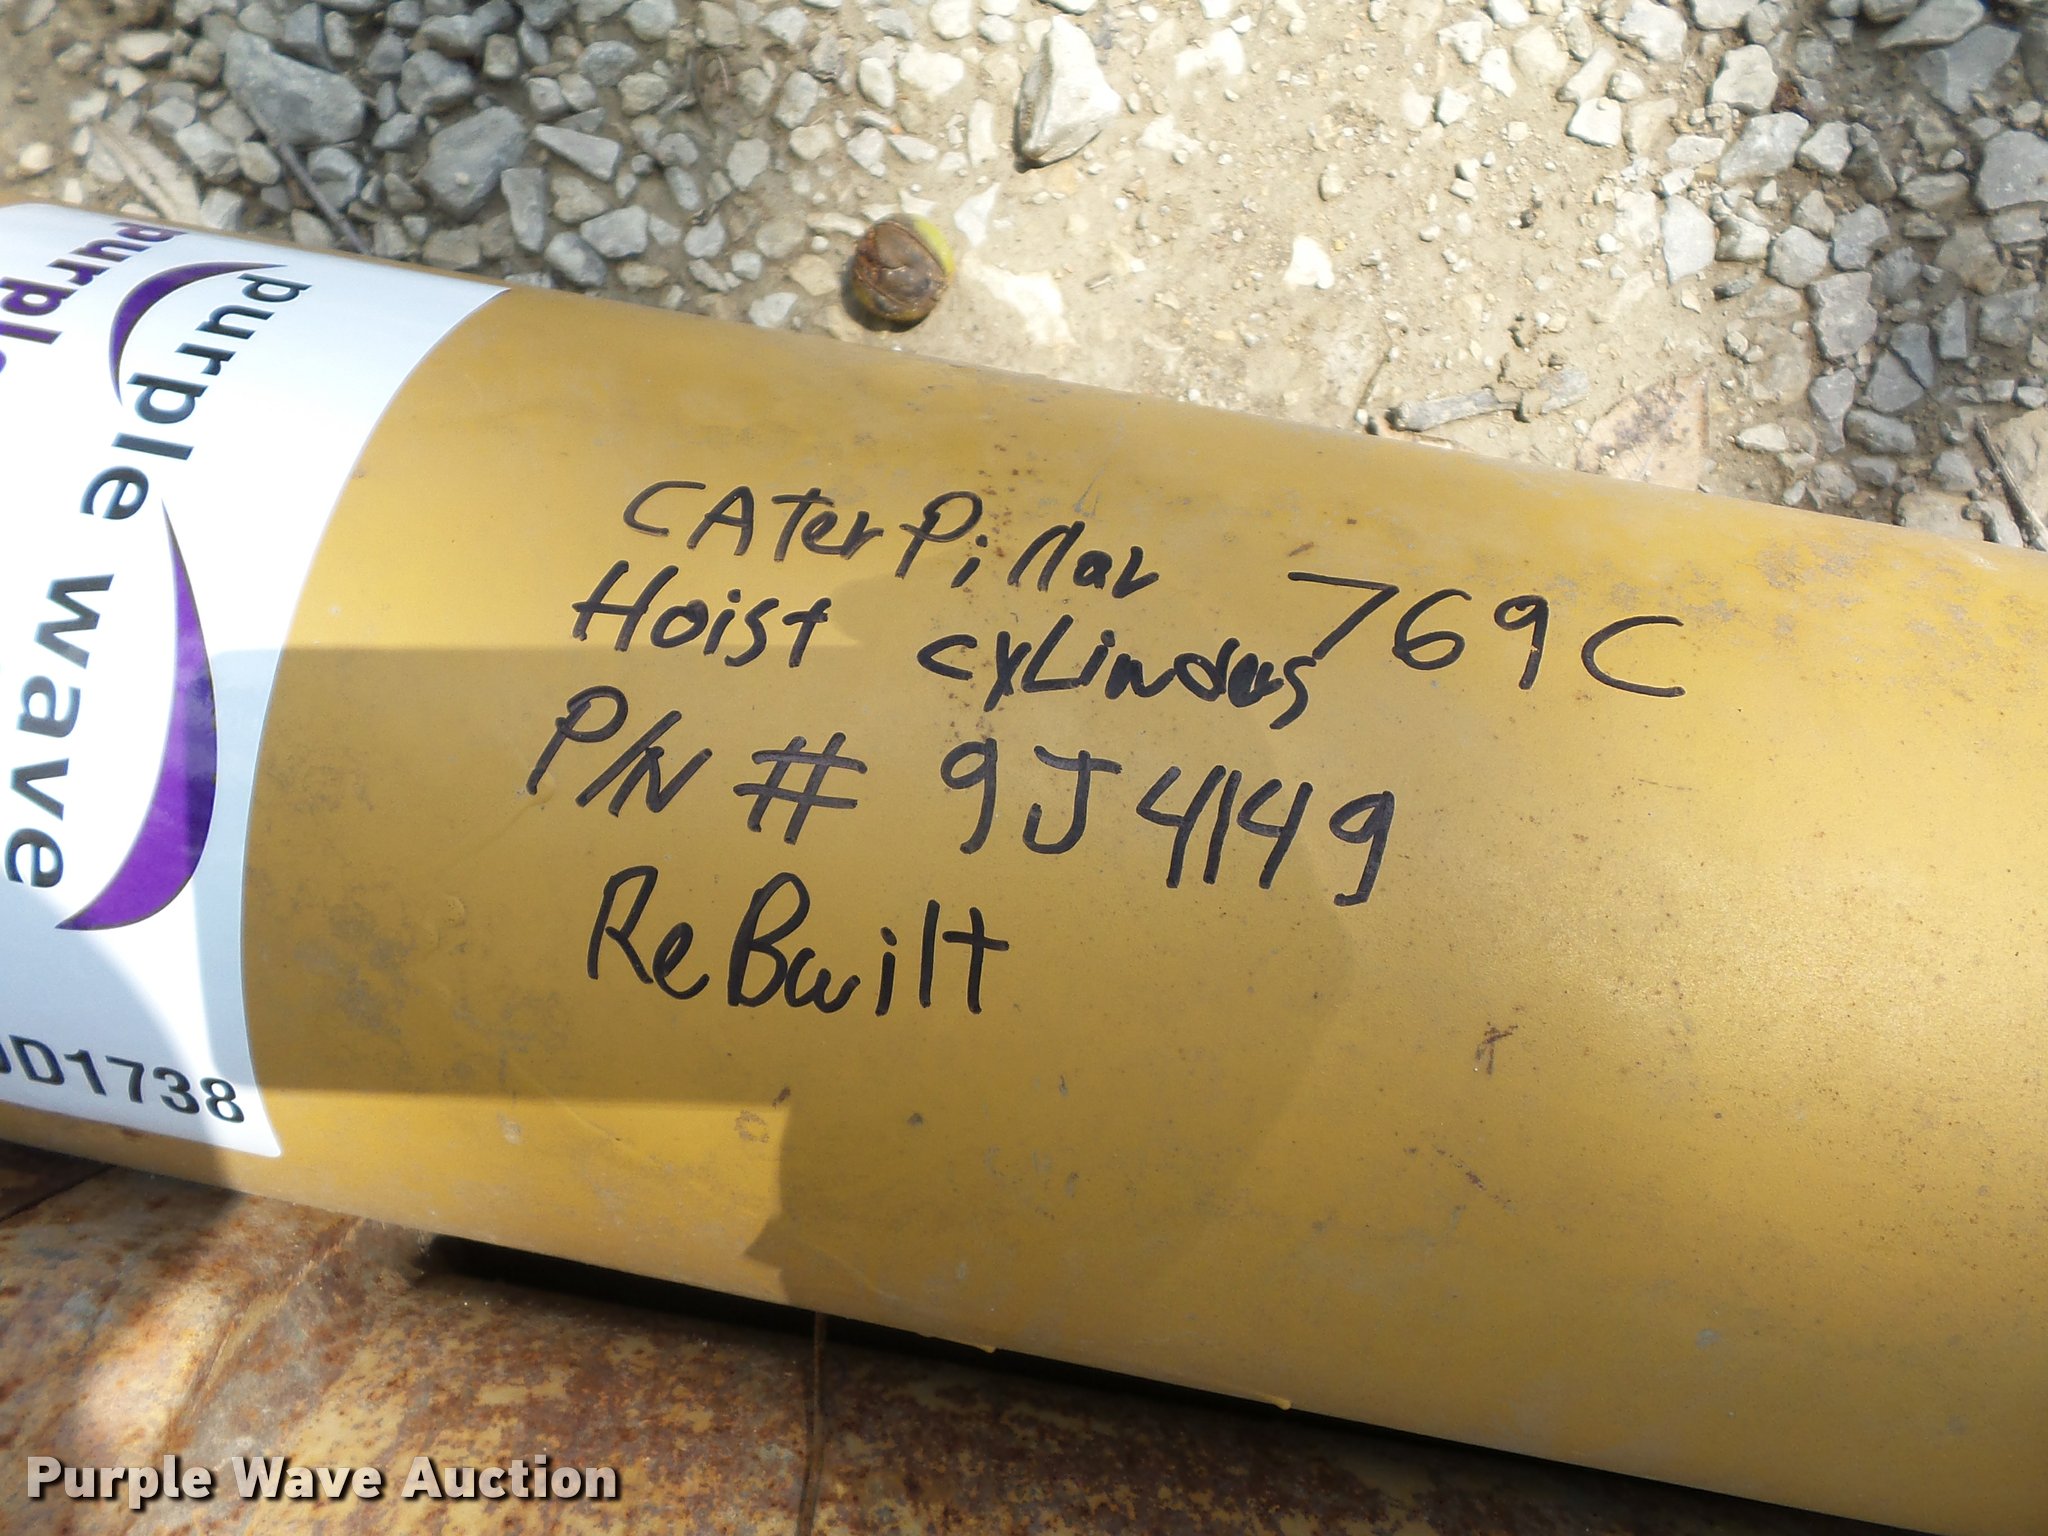 purple wave
CAterPillar 769C
Hoist cyLinders
P/N # 9J4149
ReBuilt
D1738
Purple Wave Auction